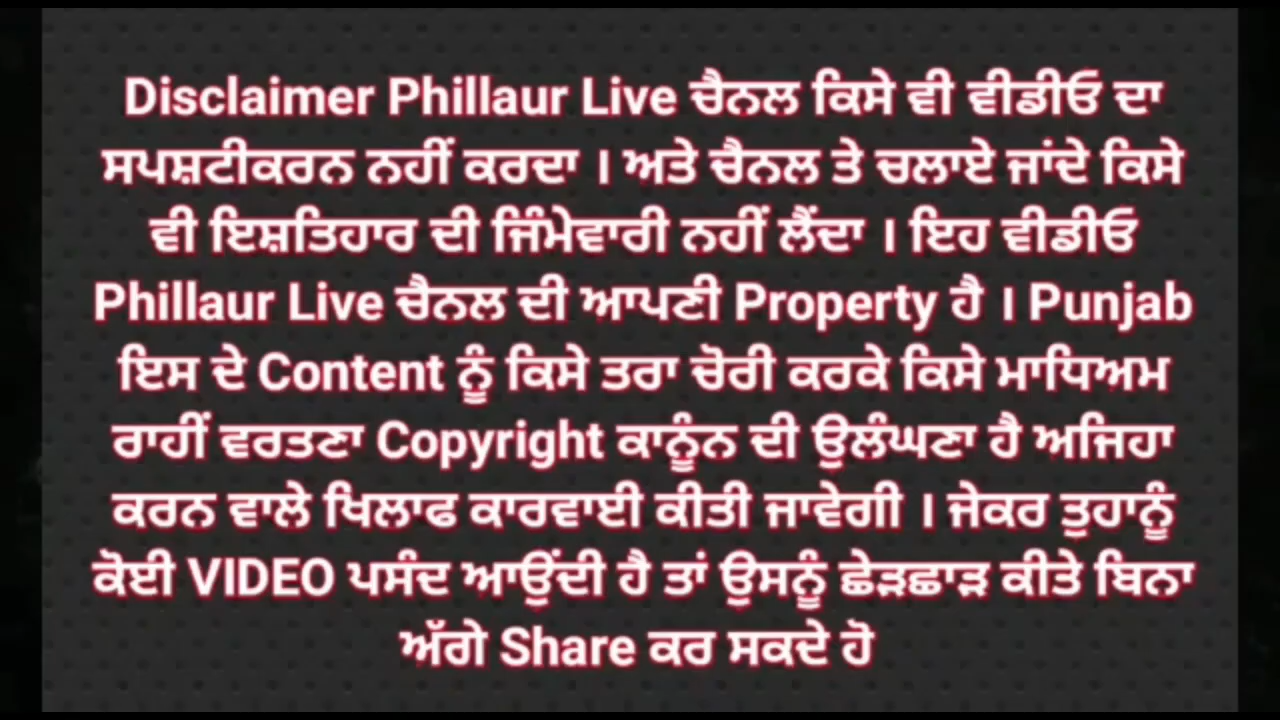 Disclaimer Phillaur Live ਚੈਨਲ ਕਿਸੇ ਵੀ ਵੀਡੀਓ ਦਾ
ਸਪਸ਼ਟੀਕਰਨ ਨਹੀਂ ਕਰਦਾ । ਅਤੇ ਚੈਨਲ ਤੇ ਚਲਾਏ ਜਾਂਦੇ ਕਿਸੇ
ਵੀ ਇਸ਼ਤਿਹਾਰ ਦੀ ਜਿੰਮੇਵਾਰੀ ਨਹੀਂ ਲੈਂਦਾ । ਇਹ ਵੀਡੀਓ
Phillaur Live ਚੈਨਲ ਦੀ ਆਪਣੀ Property ਹੈ । Punjab
ਇਸ ਦੇ Content ਨੂੰ ਕਿਸੇ ਤਰਾ ਚੋਰੀ ਕਰਕੇ ਕਿਸੇ ਮਾਧਿਅਮ
ਰਾਹੀਂ ਵਰਤਣਾ Copyright ਕਾਨੂੰਨ ਦੀ ਉਲੰਘਣਾ ਹੈ ਅਜਿਹਾ
ਕਰਨ ਵਾਲੇ ਖਿਲਾਫ ਕਾਰਵਾਈ ਕੀਤੀ ਜਾਵੇਗੀ । ਜੇਕਰ ਤੁਹਾਨੂੰ
ਕੋਈ VIDEO ਪਸੰਦ ਆਉਂਦੀ ਹੈ ਤਾਂ ਉਸਨੂੰ ਛੇੜਛਾੜ ਕੀਤੇ ਬਿਨਾ
ਅੱਗੇ Share ਕਰ ਸਕਦੇ ਹੋ